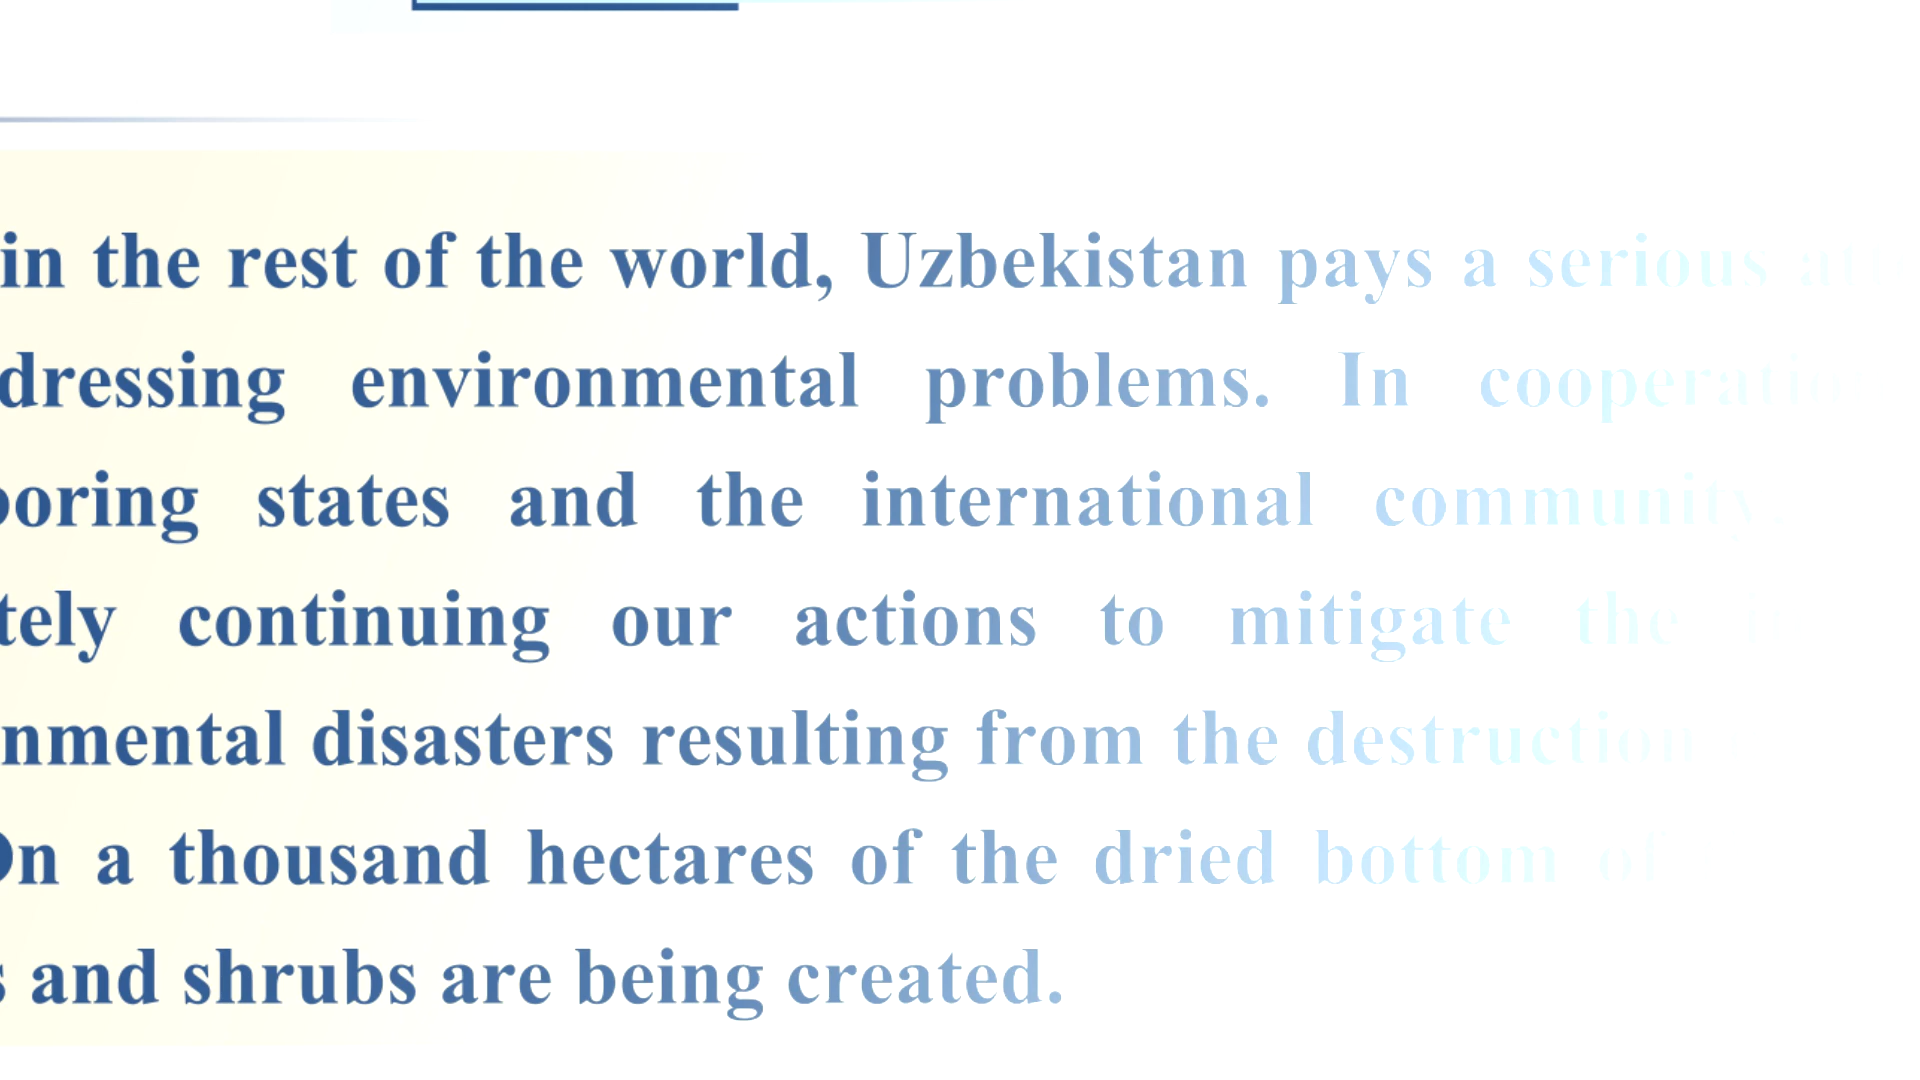 in the rest of the world, Uzbekistan pays a serious
dressing environmental problems. In cooperatio
boring states and the international community,
tely continuing our actions to mitigate the
nmental disasters resulting from the destruction
On a thousand hectares of the dried bottom of
s and shrubs are being created.